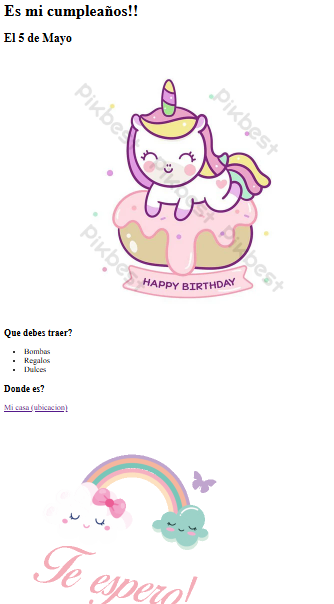 Es mi cumpleaños!!
El 5 de Mayo
Pikbest
Pikbest
Pikbest
Pikbest
Pikbest
HAPPY BIRTHDAY
Que debes traer?
Bombas
Regalos
Dulces
Donde es?
Mi casa (ubicacion)
Te espero!